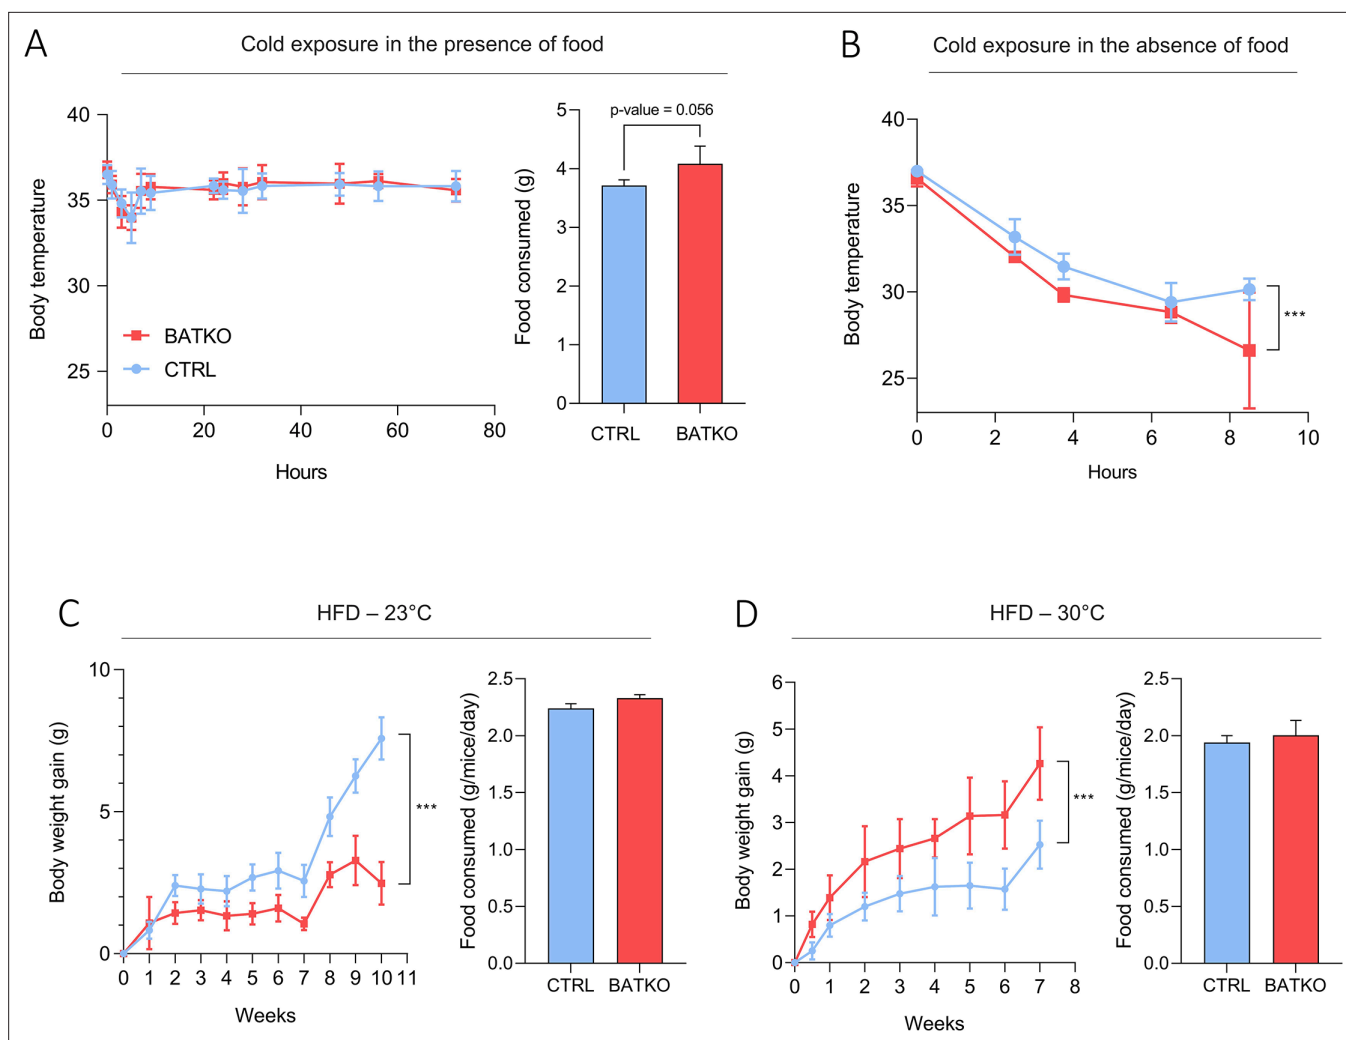 A
Cold exposure in the presence of food
40
35
30
25
Body temperature
BATKO
CTRL
0
20
40
60
80
Hours
5
4
3
2
1
0
Food consumed (g)
p-value = 0.056
CTRL
BATKO
B
Cold exposure in the absence of food
40
35
30
25
Body temperature
***
0
2
4
6
8
10
Hours
C
HFD – 23°C
10
5
0
Body weight gain (g)
***
0
1
2
3
4
5
6
7
8
9
10
11
Weeks
2.5
2.0
1.5
1.0
0.5
0.0
Food consumed (g/mice/day)
CTRL
BATKO
D
HFD – 30°C
6
5
4
3
2
1
0
Body weight gain (g)
***
0
1
2
3
4
5
6
7
8
Weeks
2.5
2.0
1.5
1.0
0.5
0.0
Food consumed (g/mice/day)
CTRL
BATKO